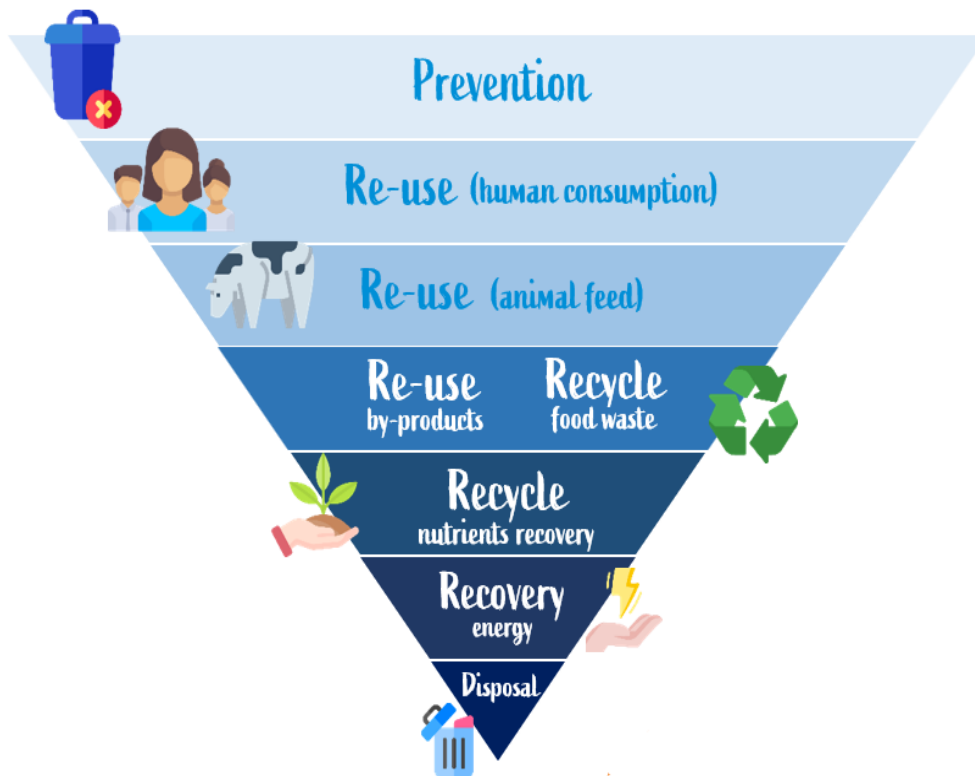 Prevention
Re-use (human consumption)
Re-use (animal feed)
Re-use Recycle
by-products food waste
Recycle
nutrients recovery
Recovery
energy
Disposal